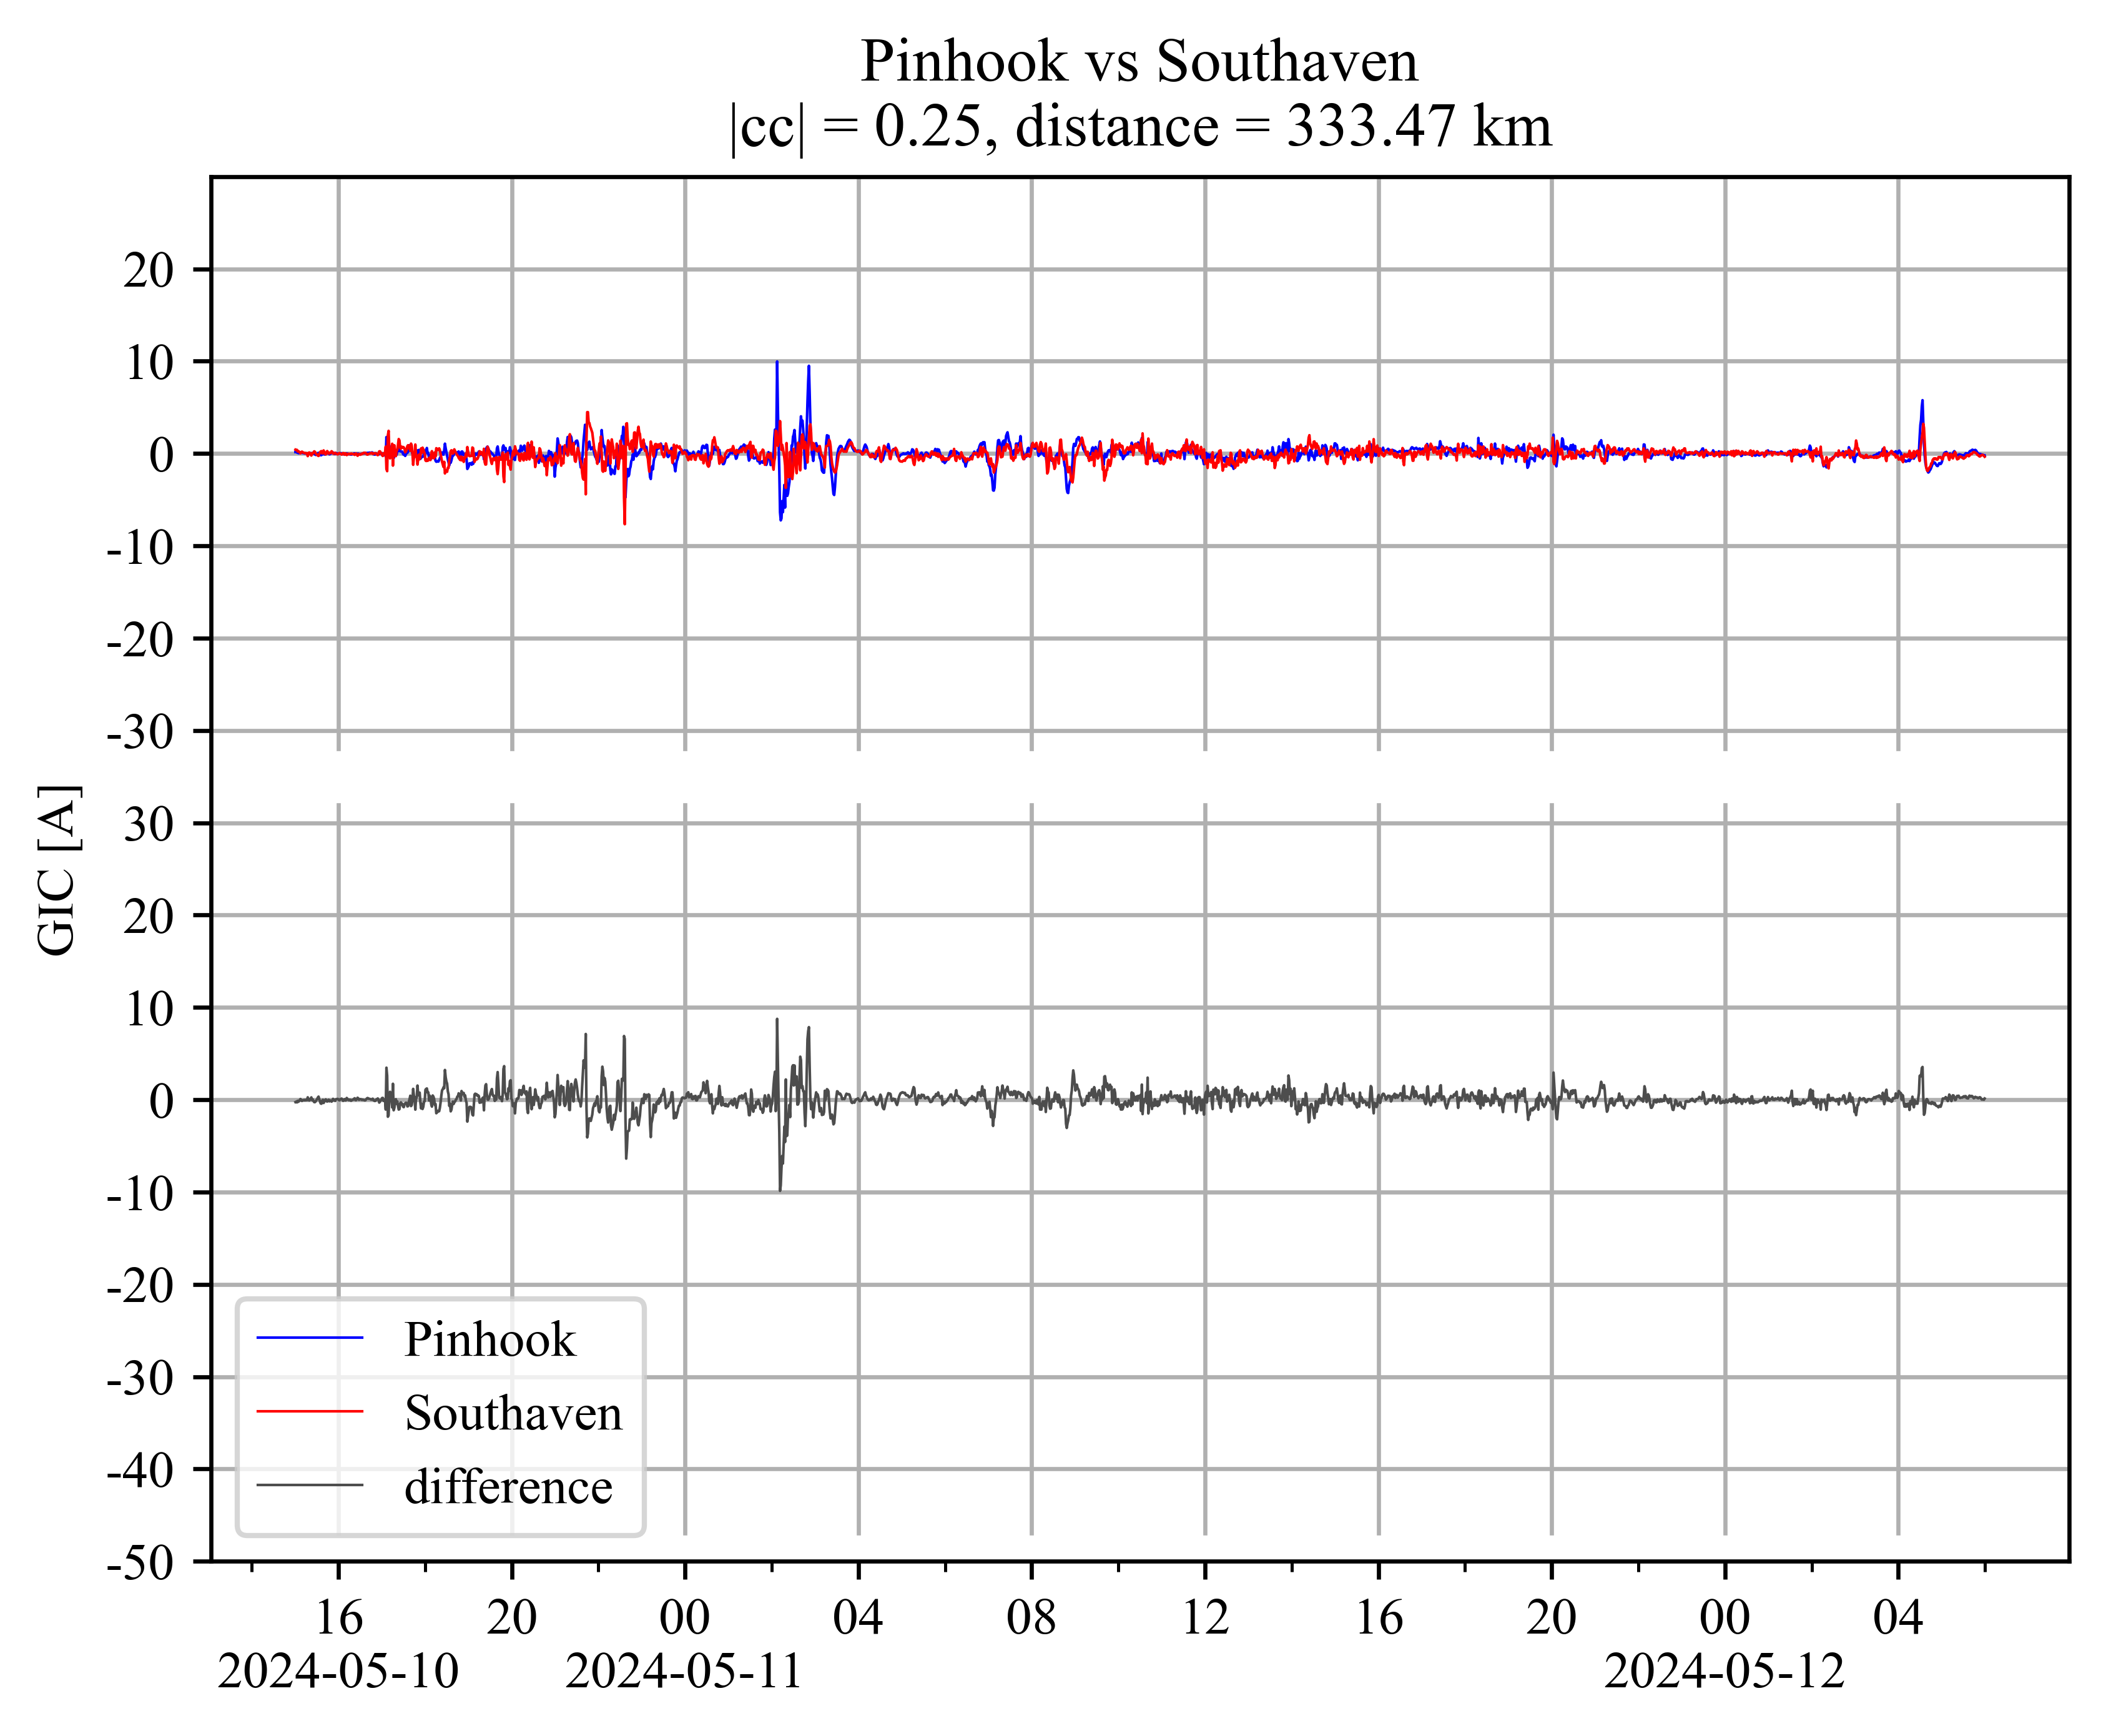 Pinhook vs Southaven
|cc| = 0.25, distance = 333.47 km
GIC [A]
20
10
0
-10
-20
-30
30
20
10
0
-10
-20
-30
-40
-50
Pinhook
Southaven
difference
16 20 00 04 08 12 16 20 00 04
2024-05-10 2024-05-11 2024-05-12